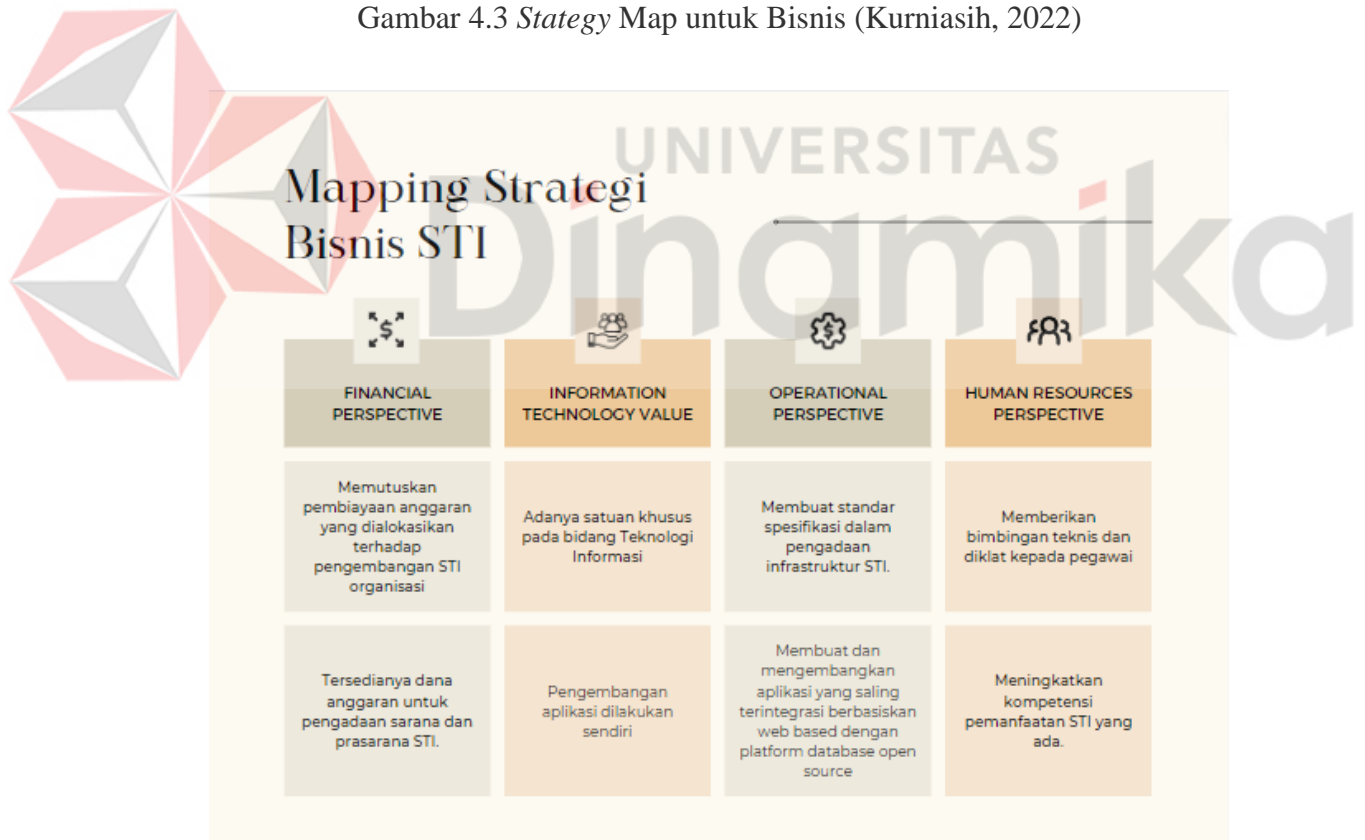 Gambar 4.3 Stategy Map untuk Bisnis (Kurniasih, 2022)
UNIVERSITAS
Dinamika
Mapping Strategi
Bisnis STI
FINANCIAL
PERSPECTIVE
INFORMATION
TECHNOLOGY VALUE
OPERATIONAL
PERSPECTIVE
HUMAN RESOURCES
PERSPECTIVE
Memutuskan
pembiayaan anggaran
yang dialokasikan
terhadap
pengembangan STI
organisasi
Adanya satuan khusus
pada bidang Teknologi
Informasi
Membuat standar
spesifikasi dalam
pengadaan
infrastruktur STI.
Memberikan
bimbingan teknis dan
diklat kepada pegawai
Tersedianya dana
anggaran untuk
pengadaan sarana dan
prasarana STI.
Pengembangan
aplikasi dilakukan
sendiri
Membuat dan
mengembangkan
aplikasi yang saling
terintegrasi berbasiskan
web based dengan
platform database open
source
Meningkatkan
kompetensi
pemanfaatan STI yang
ada.